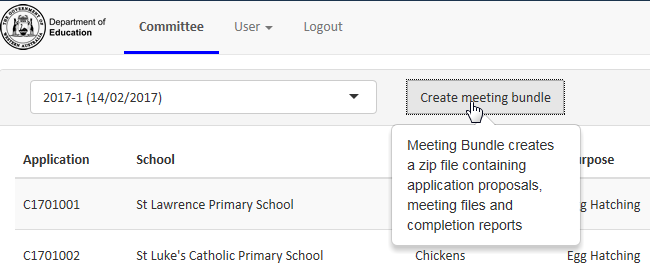 Department of
Education
Committee
User
Logout
2017-1 (14/02/2017)
Create meeting bundle
Meeting Bundle creates
a zip file containing
application proposals,
meeting files and
completion reports
Application School urpose
C1701001 St Lawrence Primary School gg Hatching
C1701002 St Luke's Catholic Primary School Chickens Egg Hatching